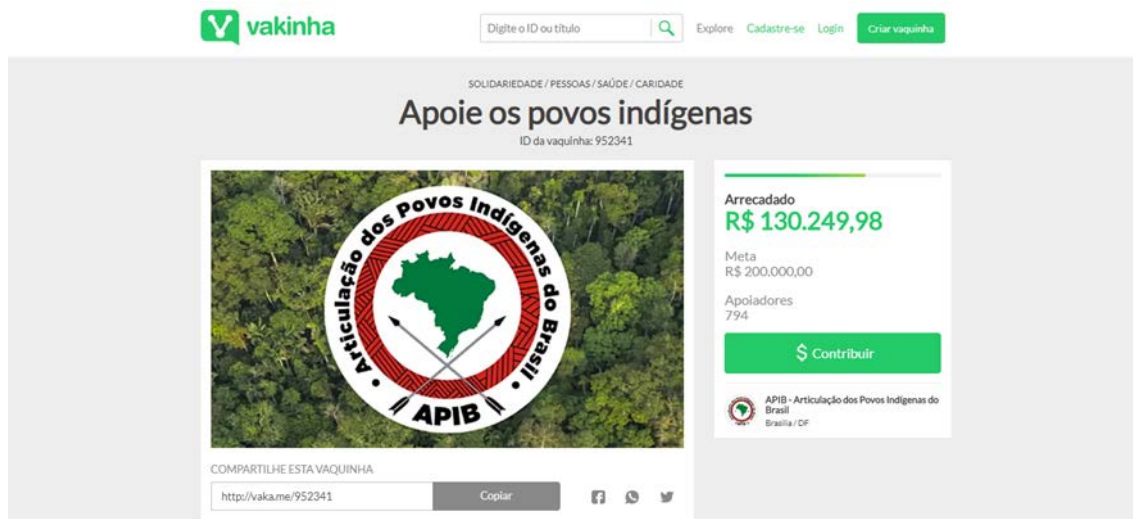 vakinha
Digite o ID ou título
Explore Cadastre-se Login Criar vaquinha
SOLIDARIEDADE / PESSOAS / SAÚDE / CARIDADE
Apoie os povos indígenas
ID da vaquinha: 952341
• Articulação dos Povos Indígenas do Brasil •
APIB
Arrecadado
R$ 130.249,98
Meta
R$ 200.000,00
Apoiadores
794
$ Contribuir
APIB - Articulação dos Povos Indígenas do
Brasil
Brasília / DF
COMPARTILHE ESTA VAQUINHA
http://vaka.me/952341
Copiar